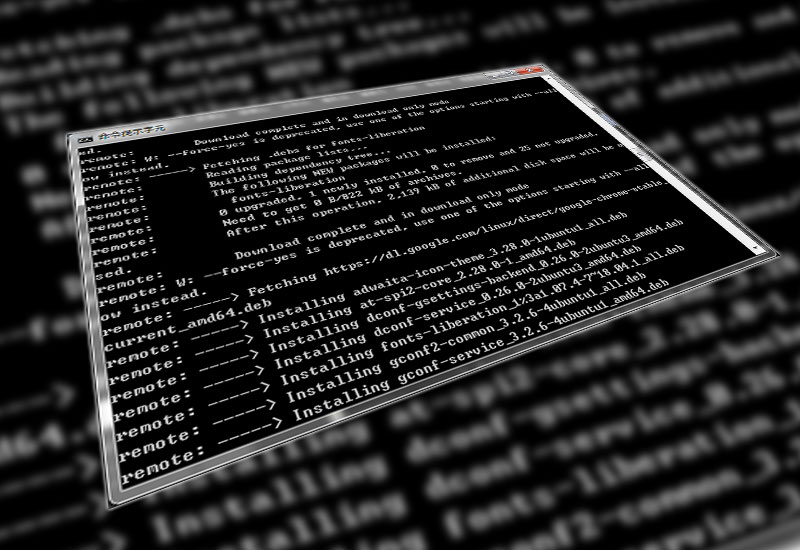 命令提示字元
Download complete and in download only mode
ed.
remote:
remote: W: --force-yes is deprecated, use one of the options starting with --all
ow instead.
remote: -----> Fetching .debs for fonts-liberation
remote: Reading package lists...
remote: Building dependency tree...
remote: The following NEW packages will be installed:
remote: fonts-liberation
remote: 0 upgraded, 1 newly installed, 0 to remove and 25 not upgraded.
remote: Need to get 0 B/822 kB of archives.
remote: After this operation, 2,139 kB of additional disk space will be
sed.
remote: Download complete and in download only mode
remote: W: --force-yes is deprecated, use one of the options starting with --all
ow instead.
remote: -----> Fetching https://dl.google.com/linux/direct/google-chrome-stable_
current_amd64.deb
remote: -----> Installing adwaita-icon-theme_3.28.0-1ubuntu1_all.deb
remote: -----> Installing at-spi2-core_2.28.0-1_amd64.deb
remote: -----> Installing dconf-gsettings-backend_0.26.0-2ubuntu3_amd64.deb
remote: -----> Installing dconf-service_0.26.0-2ubuntu3_amd64.deb
remote: -----> Installing fonts-liberation_1%3a1.07.4-7~18.04.1_all.deb
remote: -----> Installing gconf2-common_3.2.6-4ubuntu1_all.deb
remote: -----> Installing gconf-service_3.2.6-4ubuntu1_amd64.deb